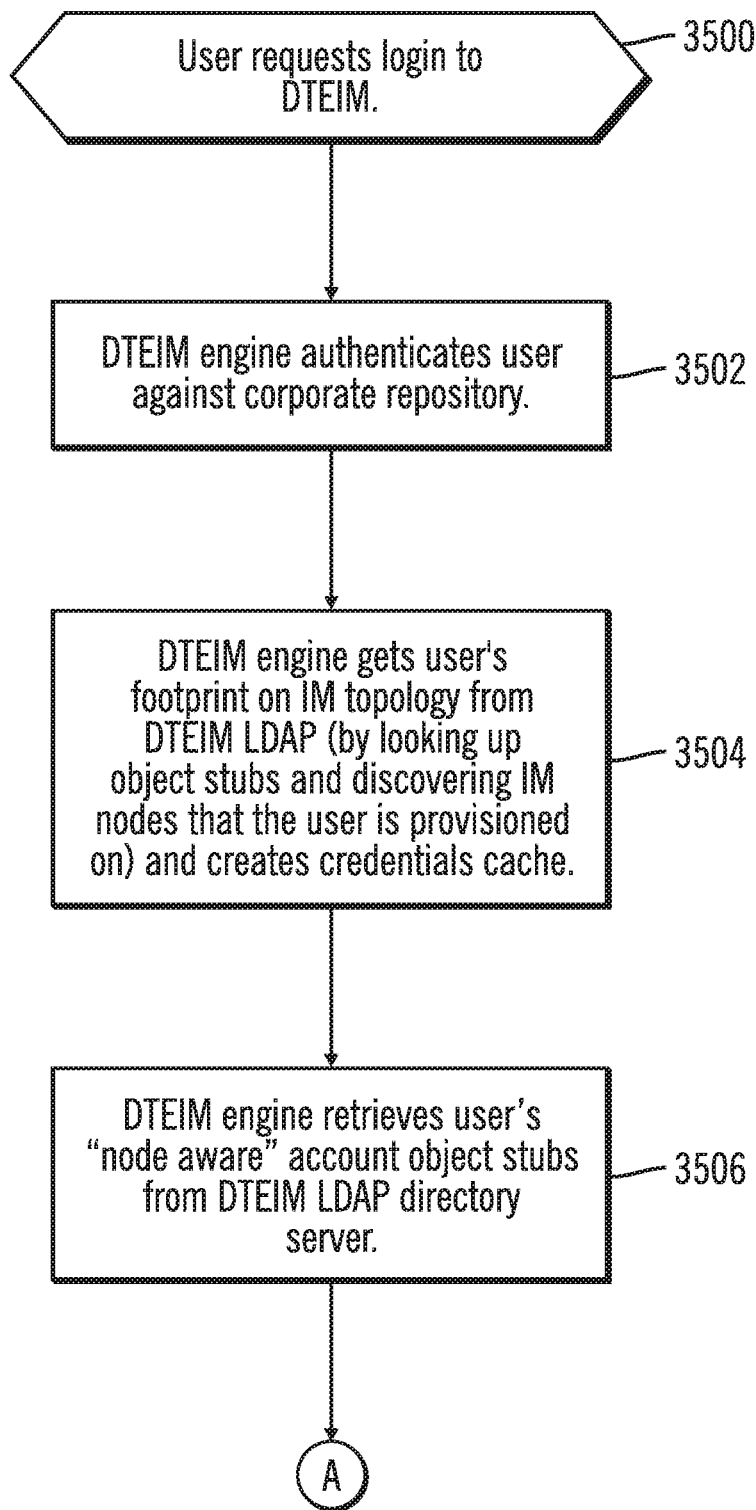 User requests login to
DTEIM.
3500
DTEIM engine authenticates user
against corporate repository.
3502
DTEIM engine gets user's
footprint on IM topology from
DTEIM LDAP (by looking up
object stubs and discovering IM
nodes that the user is provisioned
on) and creates credentials cache.
3504
DTEIM engine retrieves user’s
“node aware” account object stubs
from DTEIM LDAP directory
server.
3506
A